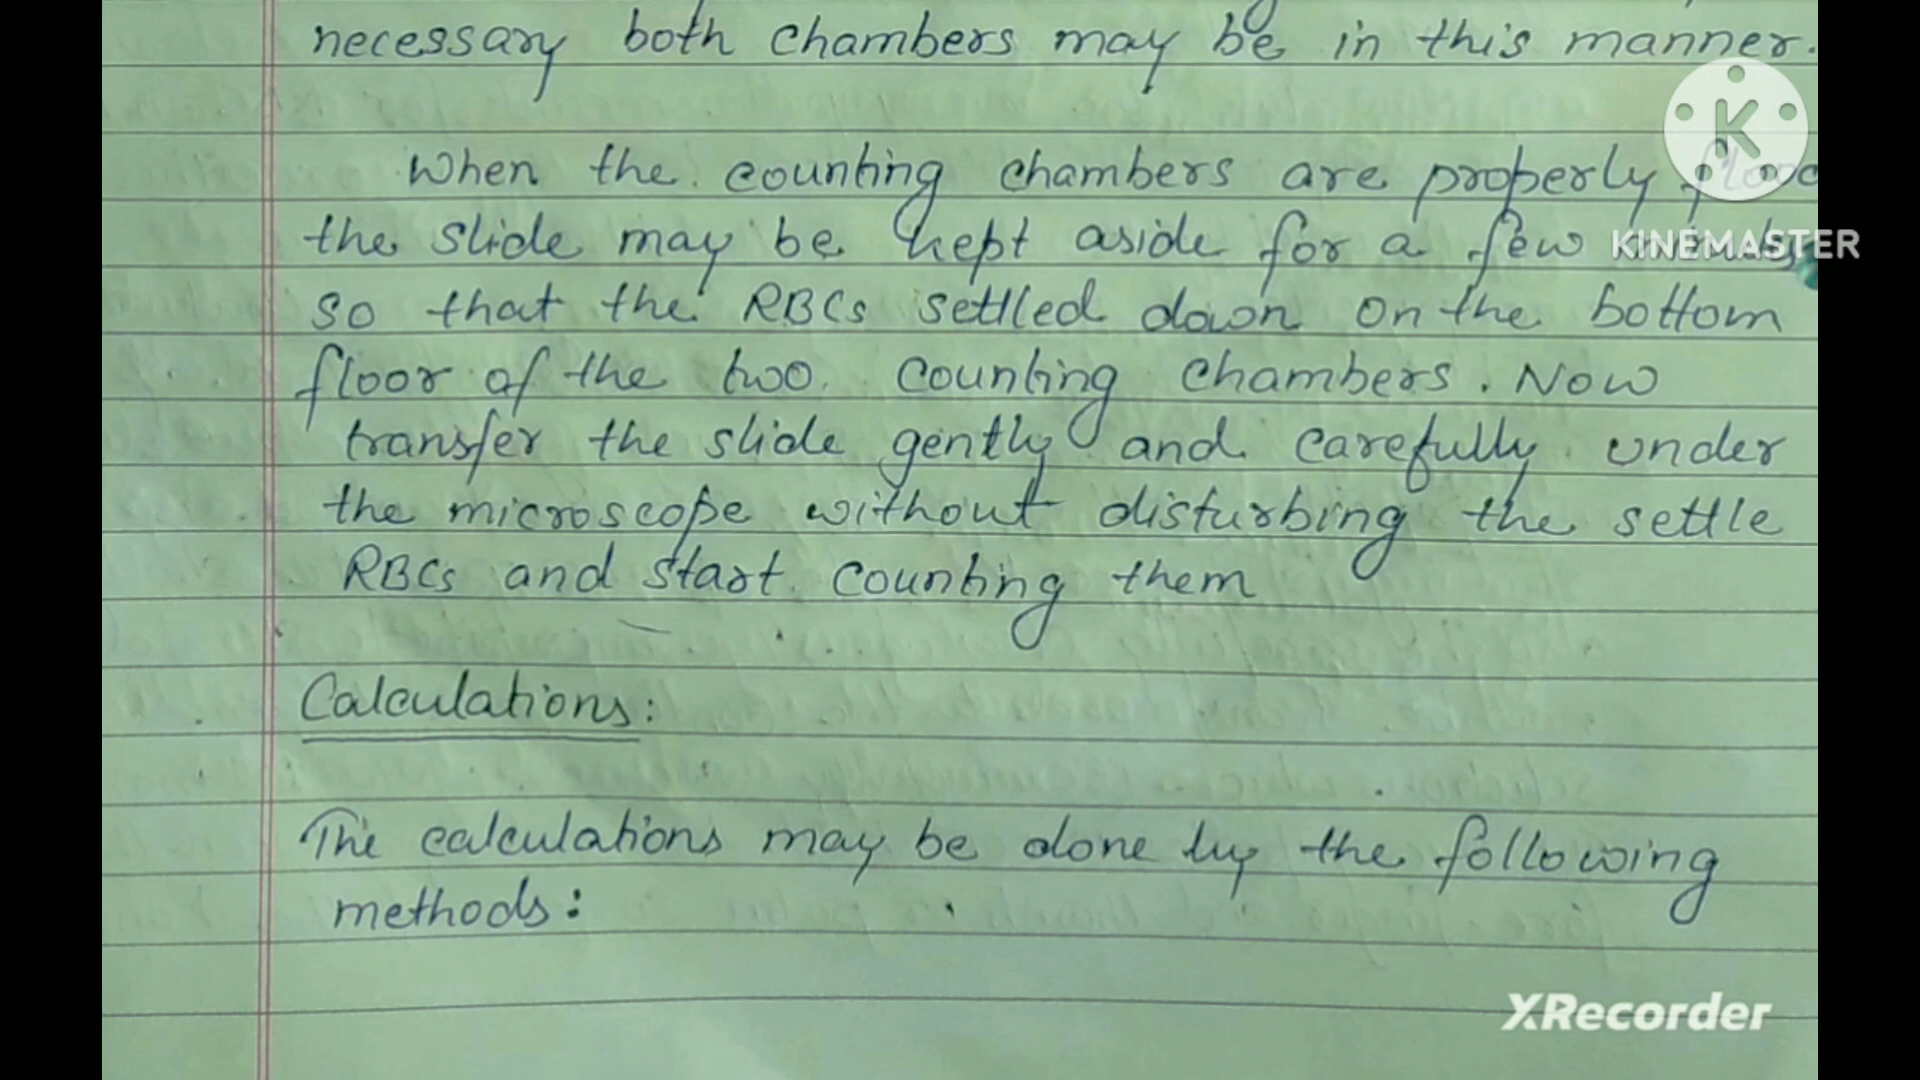 necessary both chambers may be in this manner.
When the counting chambers are properly
the slide may be kept aside for a few
KINEMASTER
so that the RBCs settled down on the bottom
floor of the two counting chambers. Now
transfer the slide gently and carefully under
the microscope without disturbing the settle
RBCs and start counting them
Calculations:
The calculations may be done by the following
methods:
XRecorder